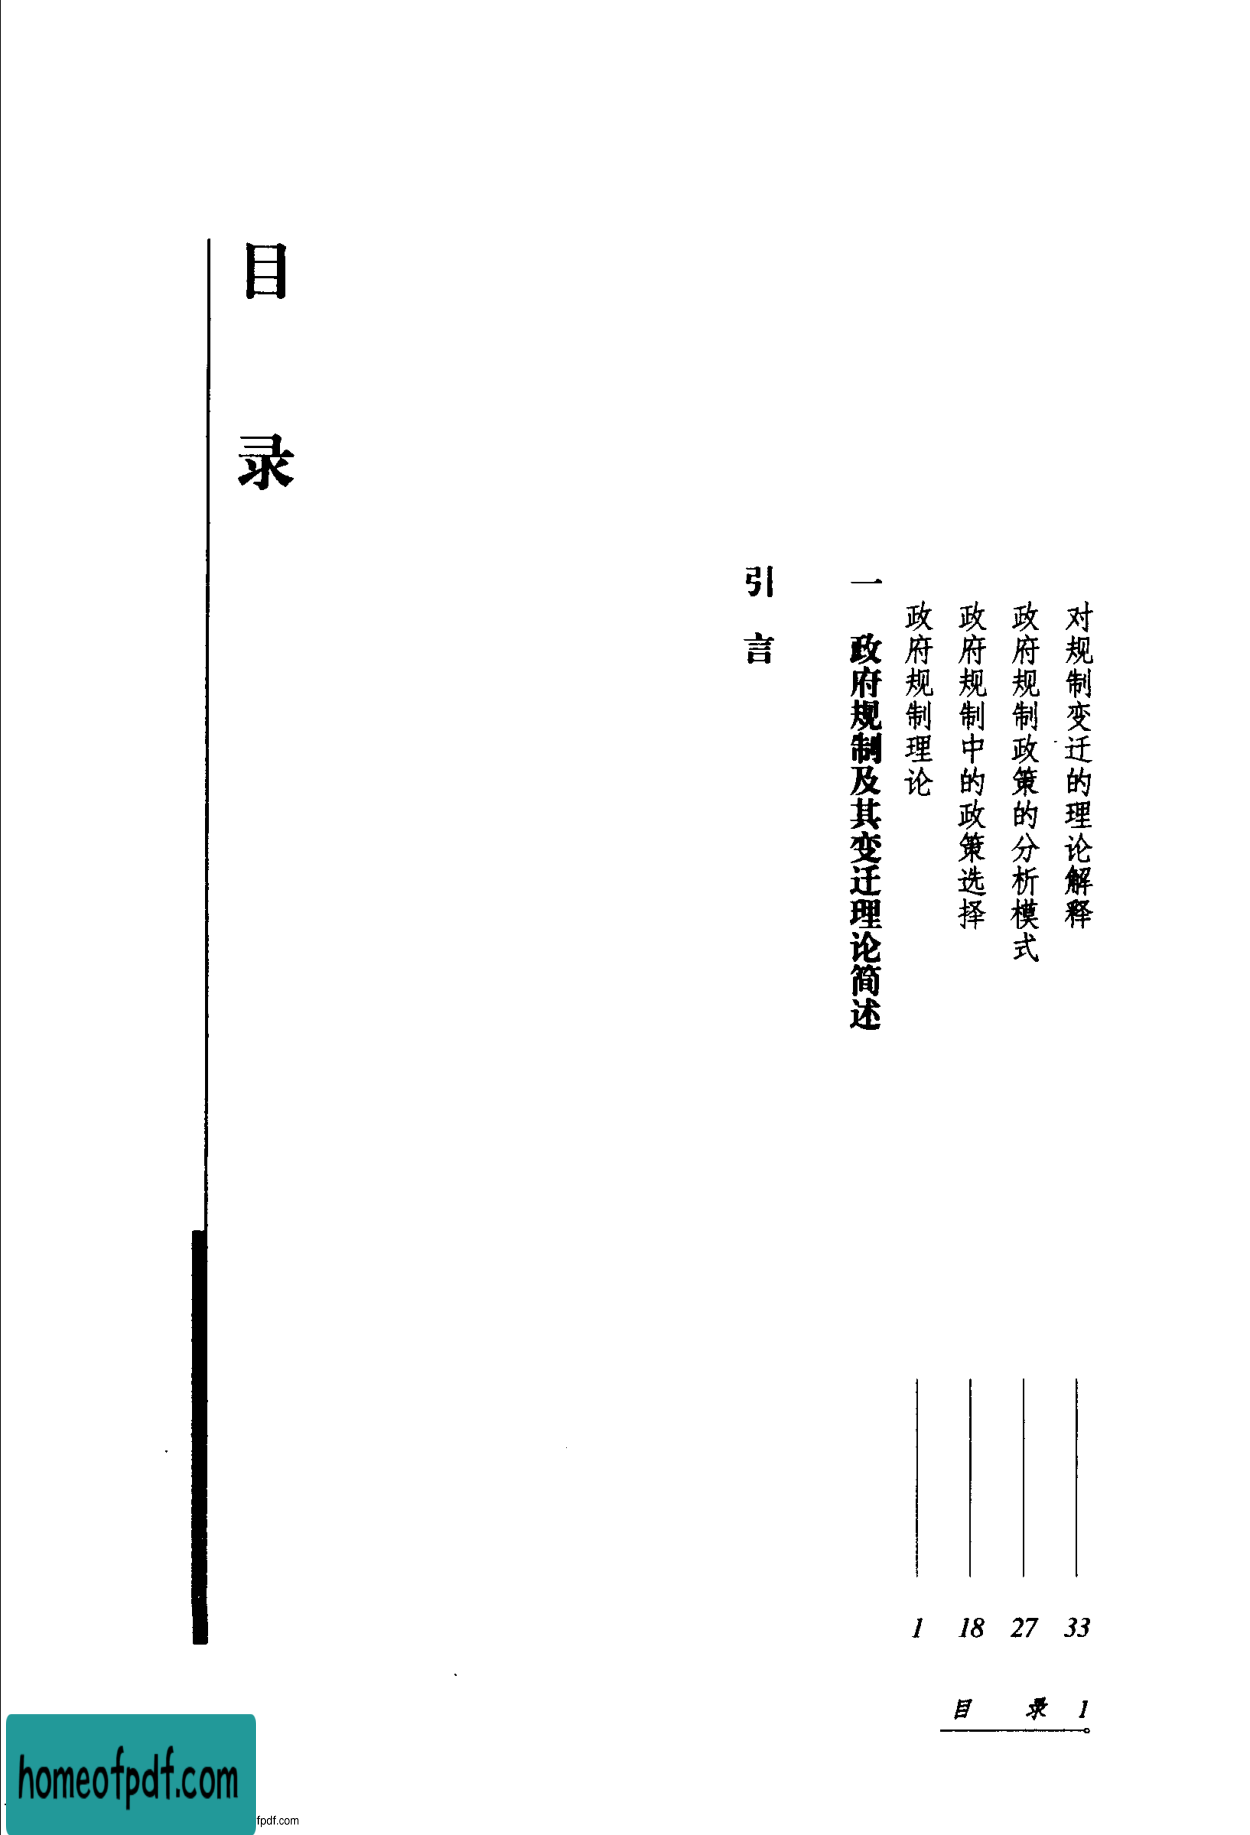 目 录
引 言
一 政府规制及其变迁理论简述
政府规制理论 1
政府规制中的政策选择 18
政府规制政策的分析模式 27
对规制变迁的理论解释 33
目 录 1
homeofpdf.com
fpdf.com